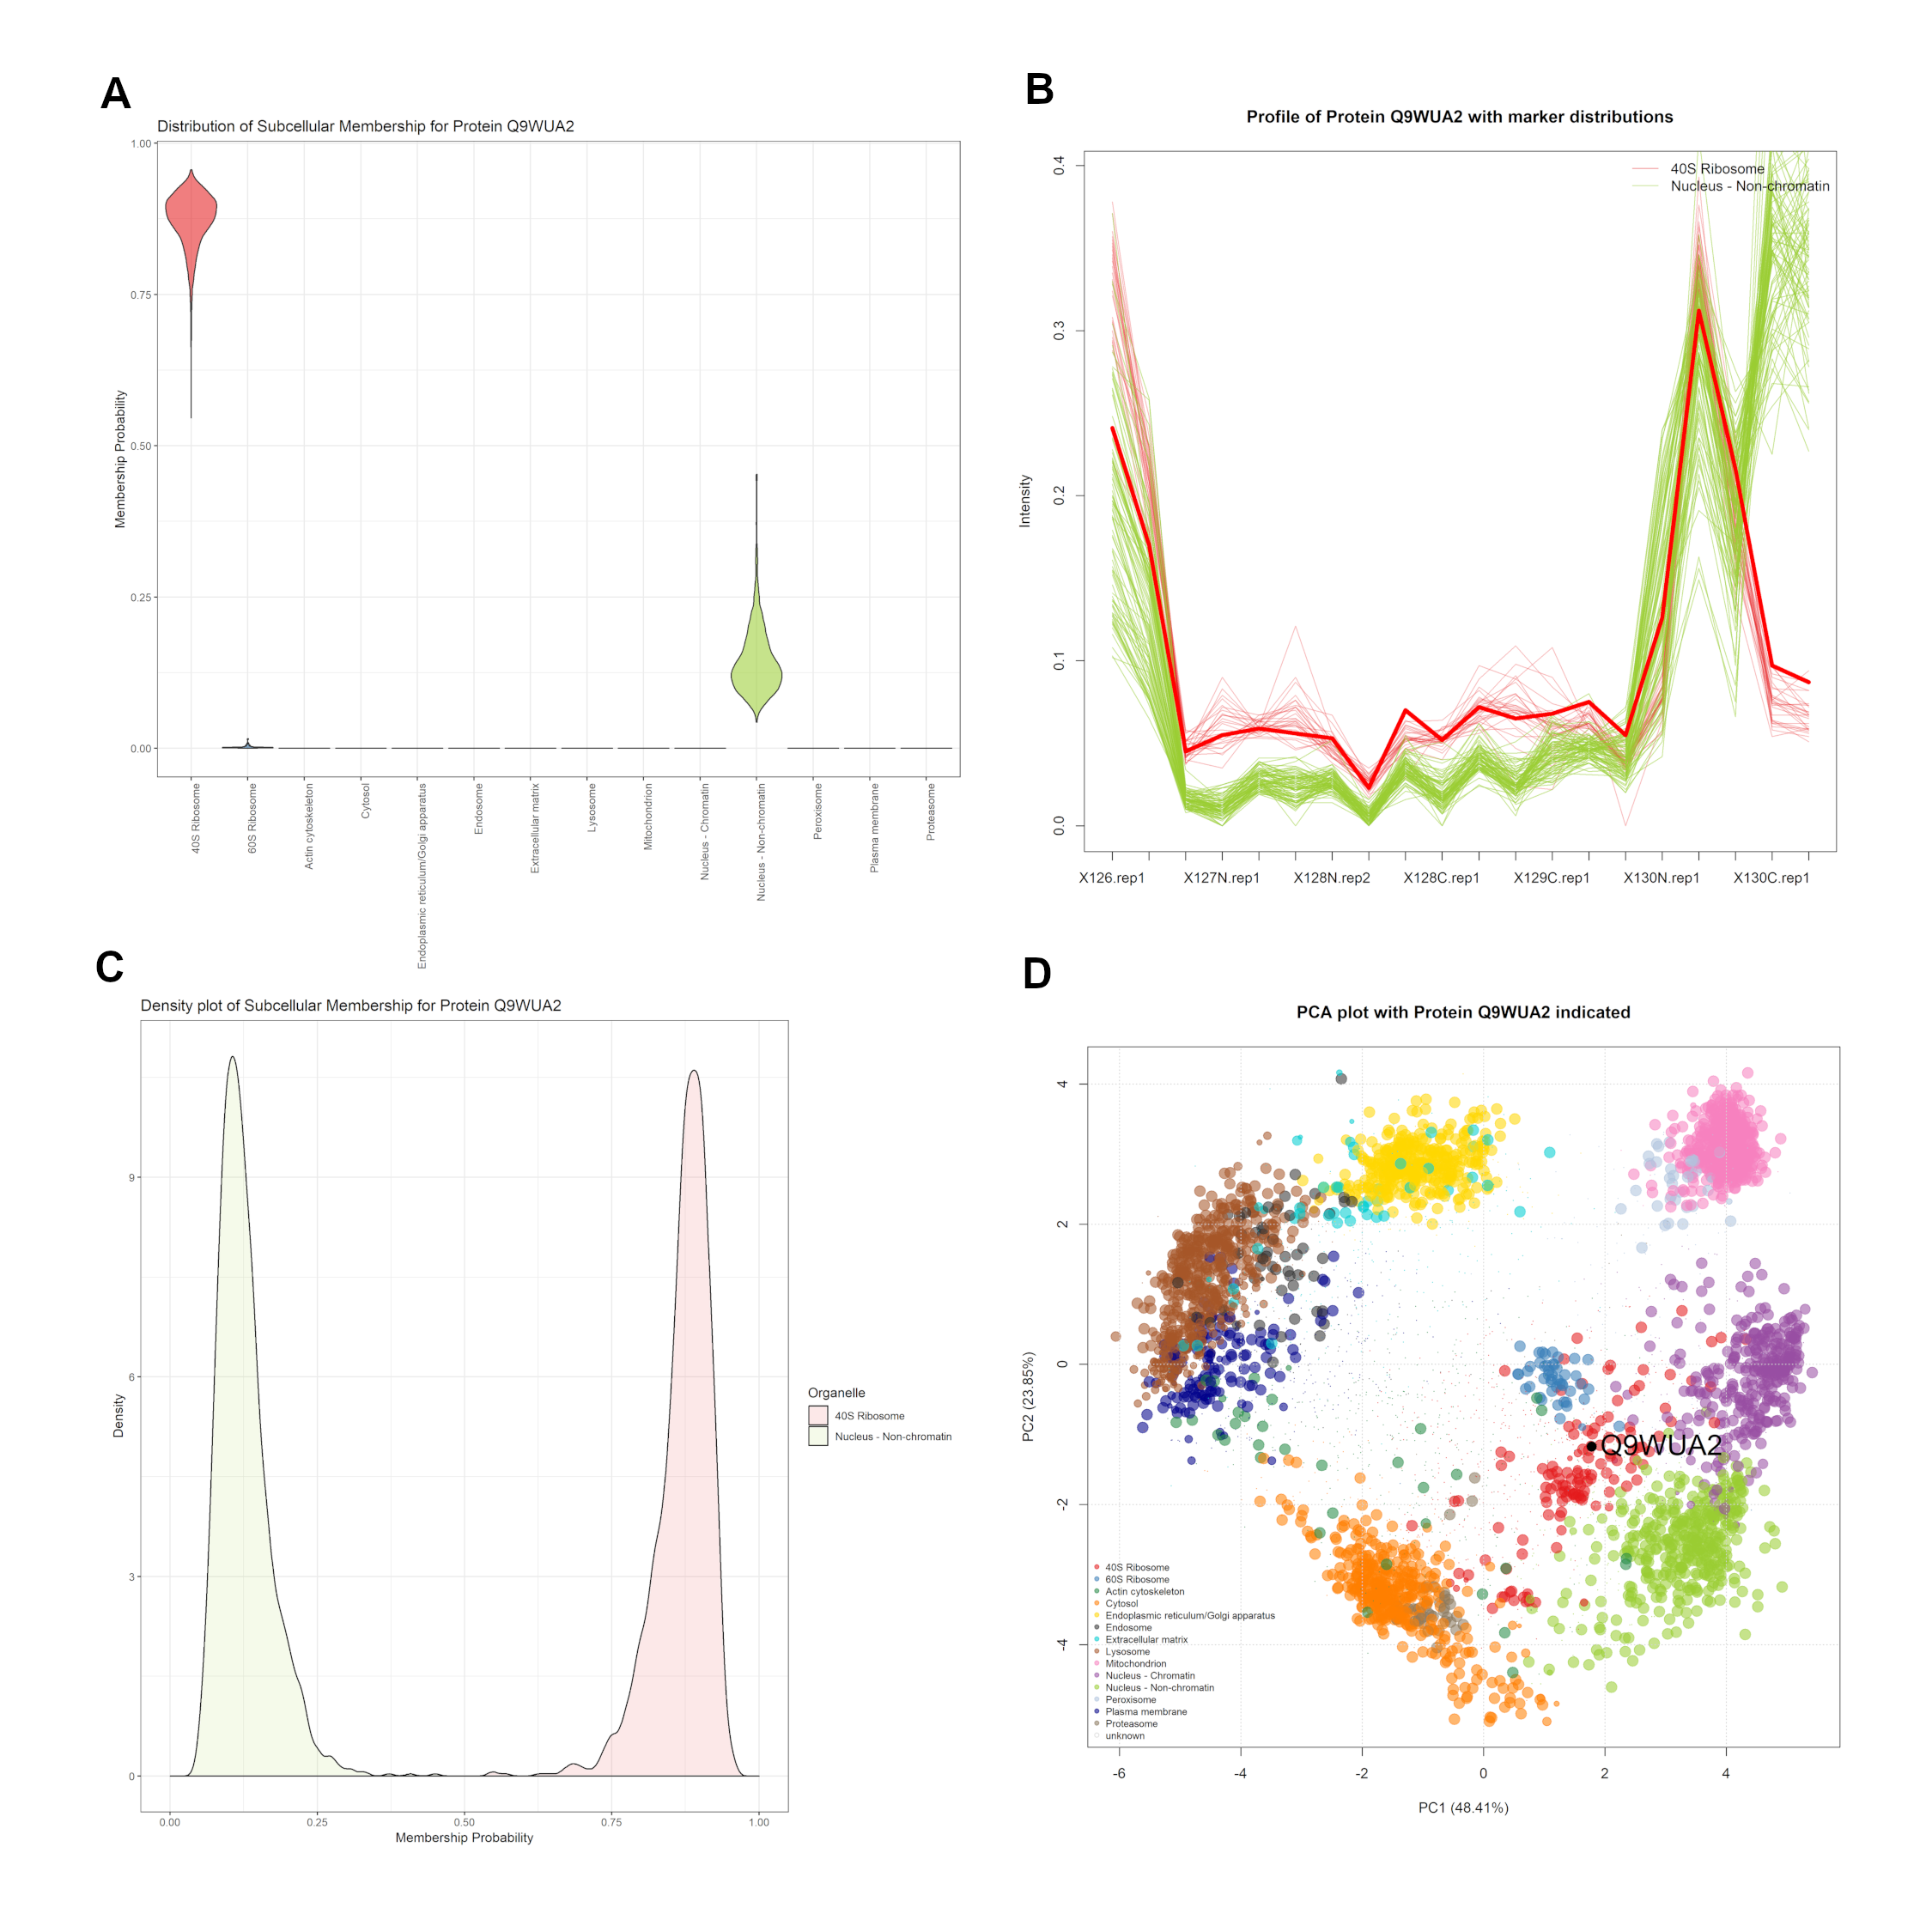 A
Distribution of Subcellular Membership for Protein Q9WUA2
1.00
0.75
0.50
0.25
0.00
Membership Probability
40S Ribosome
60S Ribosome
Actin cytoskeleton
Cytosol
Endoplasmic reticulum/Golgi apparatus
Endosome
Extracellular matrix
Lysosome
Mitochondrion
Nucleus - Chromatin
Nucleus - Non-chromatin
Peroxisome
Plasma membrane
Proteasome
B
Profile of Protein Q9WUA2 with marker distributions
40S Ribosome
Nucleus - Non-chromatin
0.4
0.3
0.2
0.1
0.0
Intensity
X126.rep1
X127N.rep1
X128N.rep2
X128C.rep1
X129C.rep1
X130N.rep1
X130C.rep1
C
Density plot of Subcellular Membership for Protein Q9WUA2
9
6
3
0
Density
0.00
0.25
0.50
0.75
1.00
Membership Probability
Organelle
40S Ribosome
Nucleus - Non-chromatin
D
PCA plot with Protein Q9WUA2 indicated
4
2
0
-2
-4
PC2 (23.85%)
Q9WUA2
40S Ribosome
60S Ribosome
Actin cytoskeleton
Cytosol
Endoplasmic reticulum/Golgi apparatus
Endosome
Extracellular matrix
Lysosome
Mitochondrion
Nucleus - Chromatin
Nucleus - Non-chromatin
Peroxisome
Plasma membrane
Proteasome
unknown
-6
-4
-2
0
2
4
PC1 (48.41%)